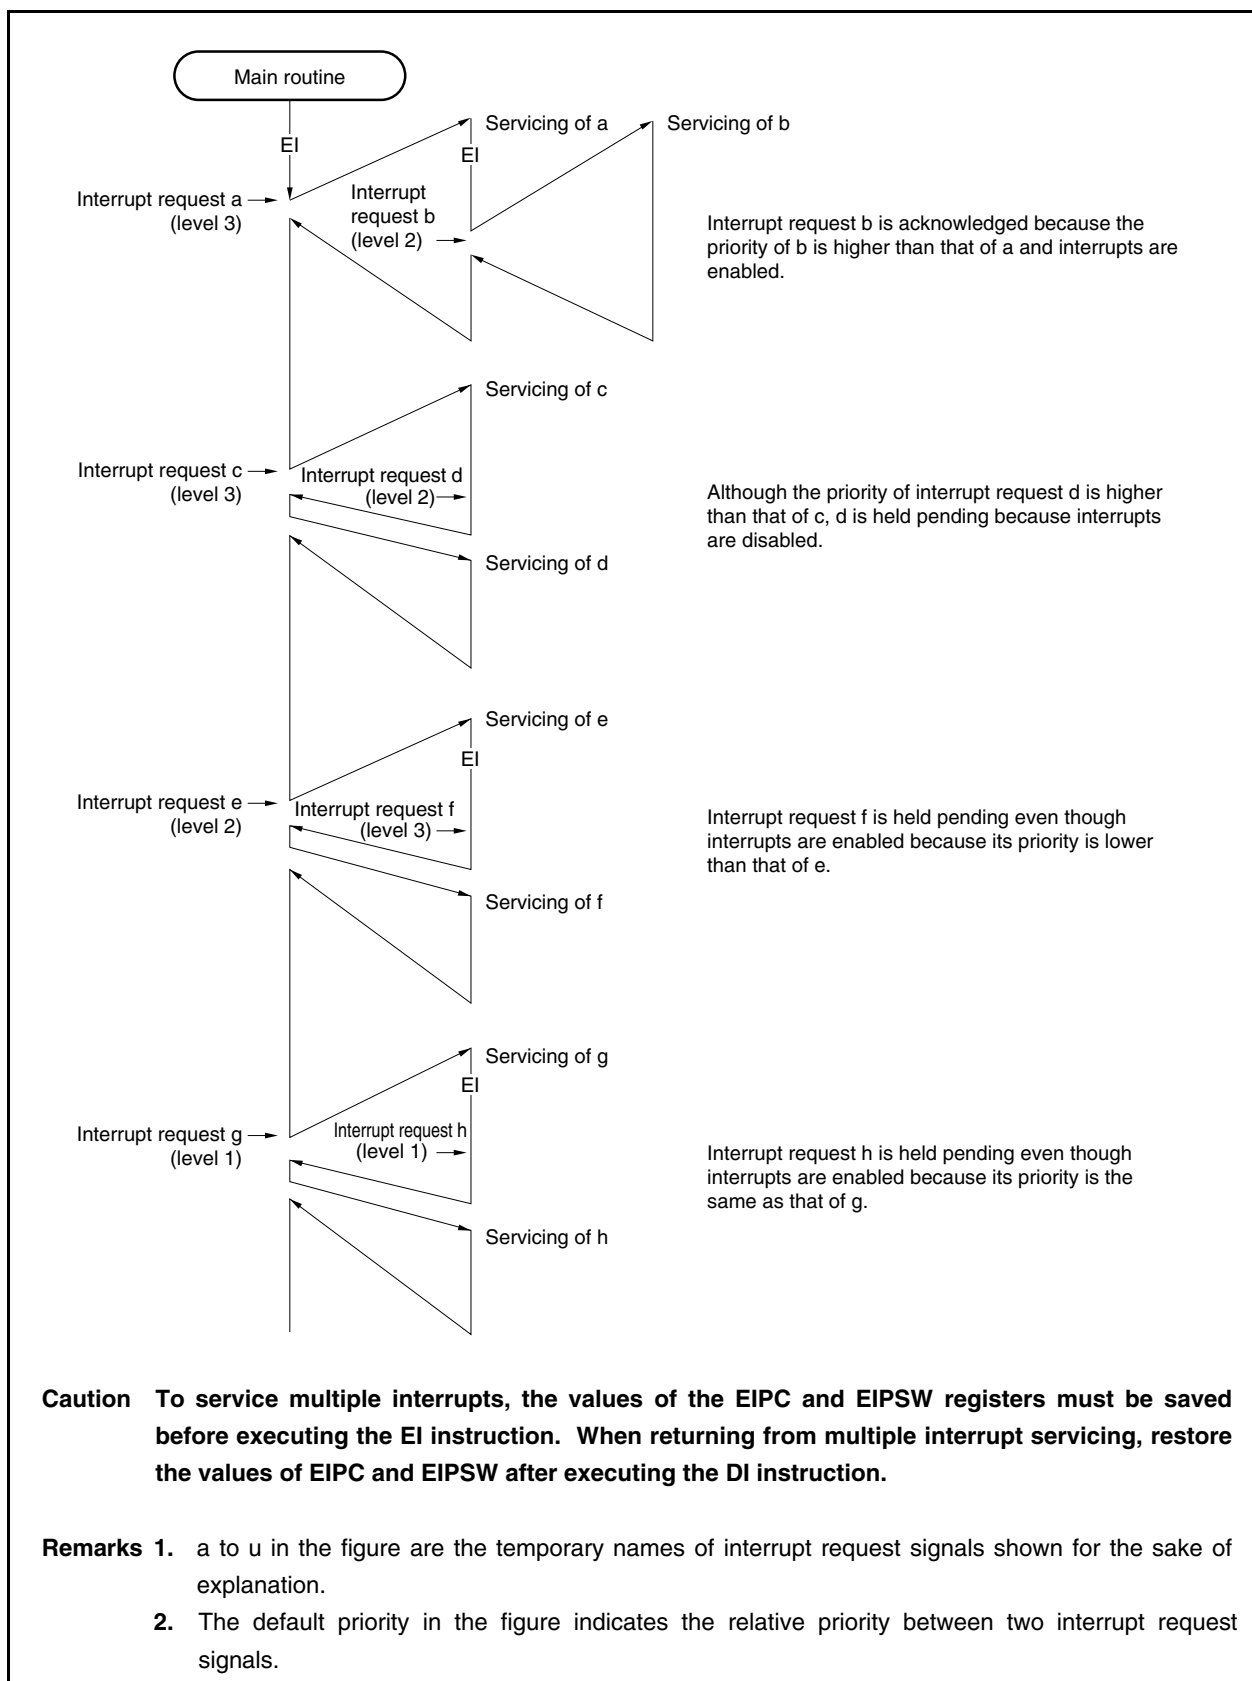 Main routine
EI
Servicing of a
Servicing of b
EI
Interrupt request a
(level 3)
Interrupt
request b
(level 2)
Interrupt request b is acknowledged because the
priority of b is higher than that of a and interrupts are
enabled.
Servicing of c
Interrupt request c
(level 3)
Interrupt request d
(level 2)
Although the priority of interrupt request d is higher
than that of c, d is held pending because interrupts
are disabled.
Servicing of d
Servicing of e
EI
Interrupt request e
(level 2)
Interrupt request f
(level 3)
Interrupt request f is held pending even though
interrupts are enabled because its priority is lower
than that of e.
Servicing of f
Servicing of g
EI
Interrupt request g
(level 1)
Interrupt request h
(level 1)
Interrupt request h is held pending even though
interrupts are enabled because its priority is the
same as that of g.
Servicing of h
Caution To service multiple interrupts, the values of the EIPC and EIPSW registers must be saved
before executing the EI instruction. When returning from multiple interrupt servicing, restore
the values of EIPC and EIPSW after executing the DI instruction.
Remarks 1. a to u in the figure are the temporary names of interrupt request signals shown for the sake of
explanation.
2. The default priority in the figure indicates the relative priority between two interrupt request
signals.